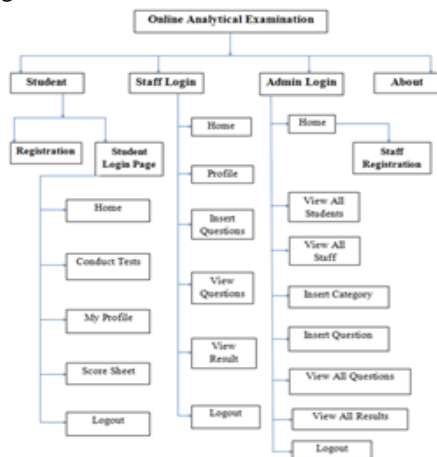 Online Analytical Examination
Student
Staff Login
Admin Login
About
Registration
Student
Login Page
Home
Conduct Tests
My Profile
Score Sheet
Logout
Home
Profile
Insert
Questions
View
Questions
View
Result
Logout
Home
Staff
Registration
View All
Students
View All
Staff
Insert Category
Insert Question
View All Questions
View All Results
Logout